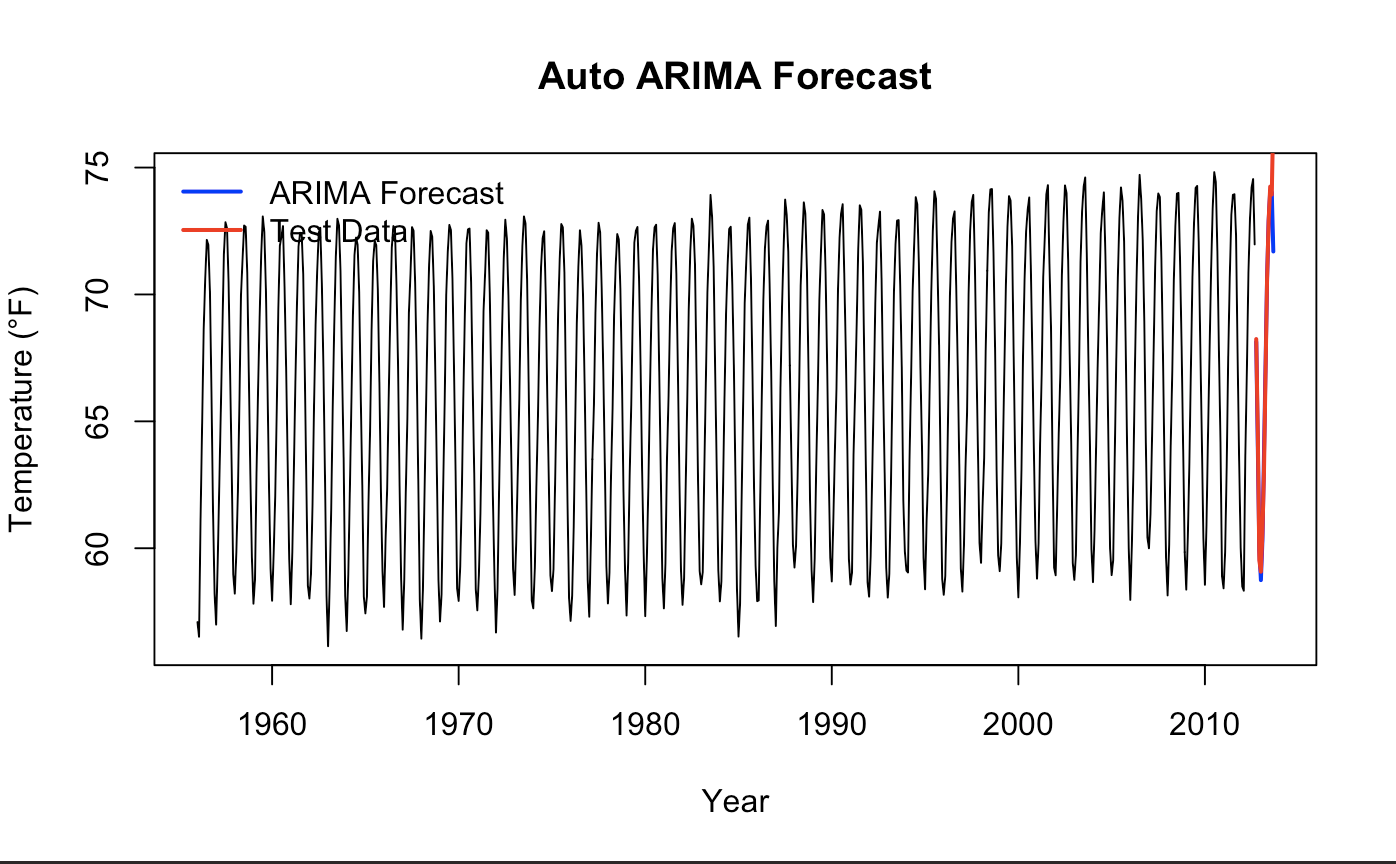 Auto ARIMA Forecast
ARIMA Forecast
Test Data
Temperature (°F)
75
70
65
60
1960 1970 1980 1990 2000 2010
Year